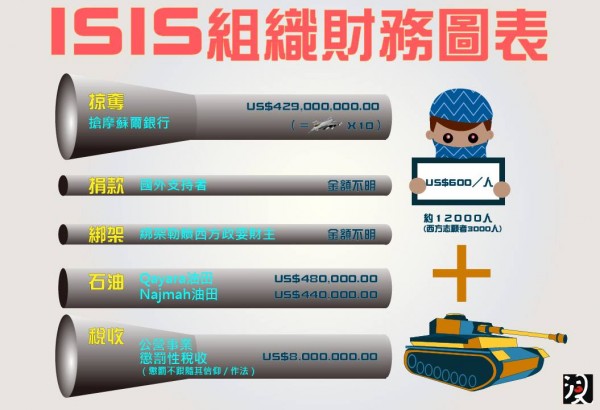 ISIS組織財務圖表
掠奪
搶摩蘇爾銀行
US$429,000,000.00
(= X10)
捐款
國外支持者
金額不明
綁架
綁票勒贖西方政要財主
金額不明
石油
Qayara油田
Najmah油田
US$480,000.00
US$440,000.00
稅收
公營事業
懲罰性稅收
(懲罰不跟隨其信仰/作法)
US$8,000,000.00
US$600/人
約12000人
(西方志願者3000人)